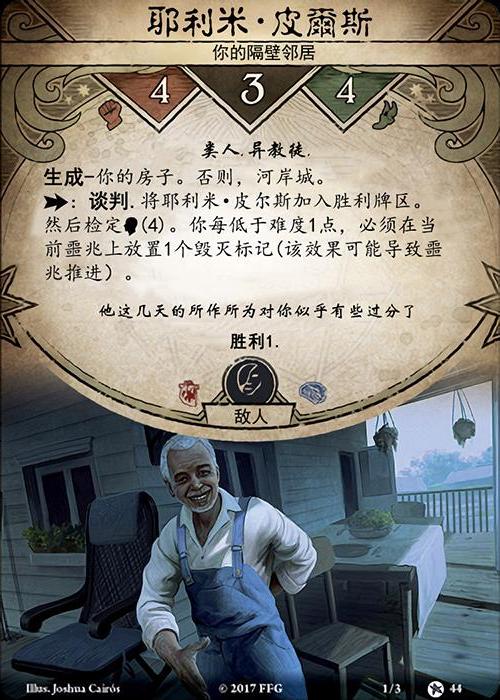 耶利米·皮爾斯
你的隔壁邻居
4 3 4
类人.异教徒.
生成-你的房子。否则，河岸城。
：谈判.将耶利米·皮尔斯加入胜利牌区。
然后检定(4)。你每低于难度1点，必须在当
前噩兆上放置1个毁灭标记(该效果可能导致噩
兆推进)。
他这几天的所作所为对你似乎有些过分了
胜利1.
敌人
Illus. Joshua Cairós © 2017 FFG 1/3 44